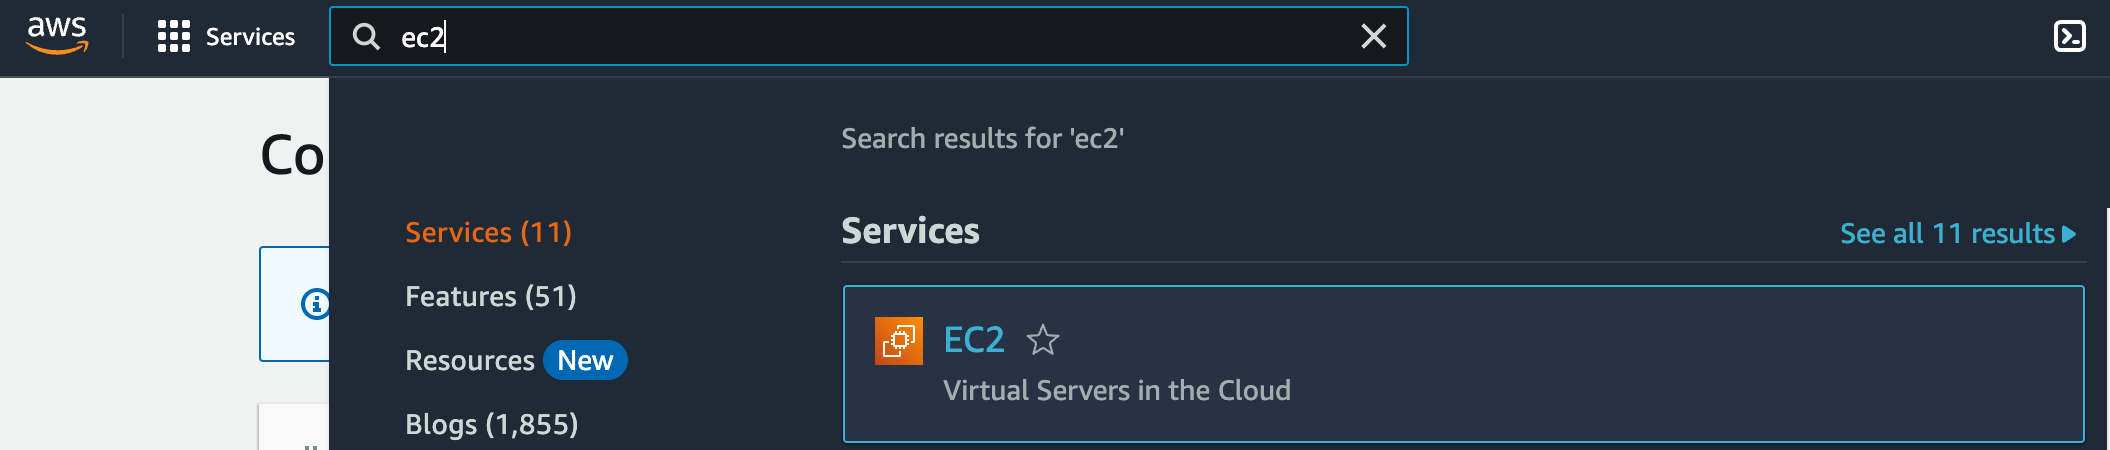 aws
Services
ec2
Search results for 'ec2'
Co
Services (11)
Features (51)
Resources New
Blogs (1,855)
Services
See all 11 results
EC2
Virtual Servers in the Cloud